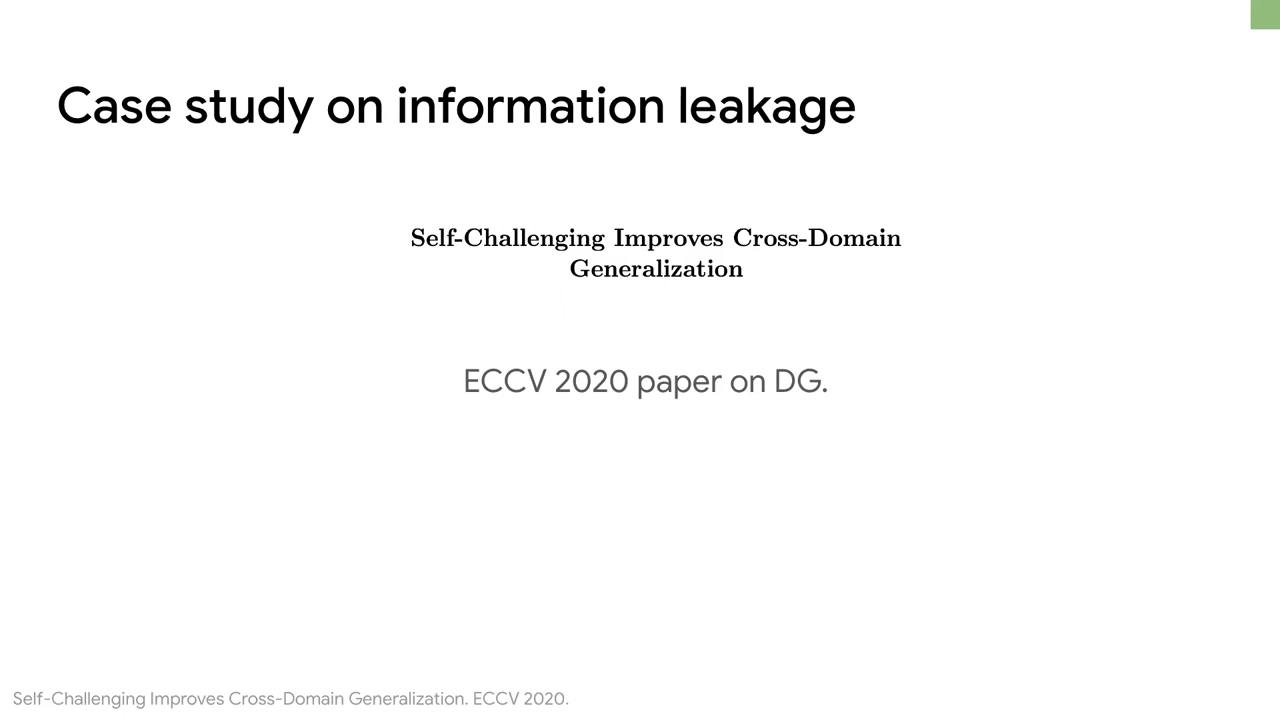 Case study on information leakage
Self-Challenging Improves Cross-Domain
Generalization
ECCV 2020 paper on DG.
Self-Challenging Improves Cross-Domain Generalization. ECCV 2020.